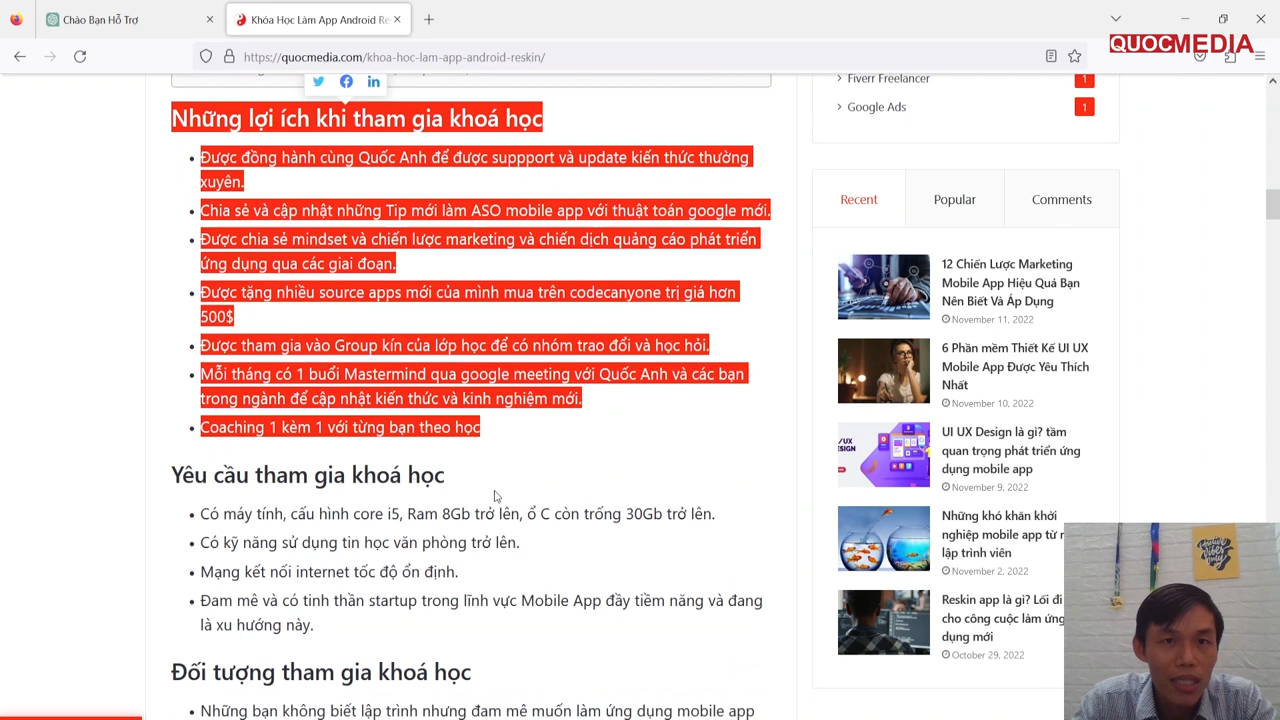 Chào Bạn Hỗ Trợ
Khóa Học Làm App Android Re
QUOCMEDIA
https://quocmedia.com/khoa-hoc-lam-app-android-reskin/
Fiverr Freelancer 1
Google Ads 1
Những lợi ích khi tham gia khoá học
Được đồng hành cùng Quốc Anh để được suppport và update kiến thức thường
xuyên.
Chia sẻ và cập nhật những Tip mới làm ASO mobile app với thuật toán google mới.
Được chia sẻ mindset và chiến lược marketing và chiến dịch quảng cáo phát triển
ứng dụng qua các giai đoạn.
Được tặng nhiều source apps mới của mình mua trên codecanyone trị giá hơn
500$
Được tham gia vào Group kín của lớp học để có nhóm trao đổi và học hỏi.
Mỗi tháng có 1 buổi Mastermind qua google meeting với Quốc Anh và các bạn
trong ngành để cập nhật kiến thức và kinh nghiệm mới.
Coaching 1 kèm 1 với từng bạn theo học
Yêu cầu tham gia khoá học
Có máy tính, cấu hình core i5, Ram 8Gb trở lên, ổ C còn trống 30Gb trở lên.
Có kỹ năng sử dụng tin học văn phòng trở lên.
Mạng kết nối internet tốc độ ổn định.
Đam mê và có tinh thần startup trong lĩnh vực Mobile App đầy tiềm năng và đang
là xu hướng này.
Đối tượng tham gia khoá học
Những bạn không biết lập trình nhưng đam mê muốn làm ứng dụng mobile app
Recent Popular Comments
12 Chiến Lược Marketing
Mobile App Hiệu Quả Bạn
Nên Biết Và Áp Dụng
November 11, 2022
6 Phần mềm Thiết Kế UI UX
Mobile App Được Yêu Thích
Nhất
November 10, 2022
UI UX Design là gì? tầm
quan trọng phát triển ứng
dụng mobile app
November 9, 2022
Những khó khăn khởi
nghiệp mobile app từ
lập trình viên
November 2, 2022
Reskin app là gì? Lối đi
cho công cuộc làm ứng
dụng mới
October 29, 2022